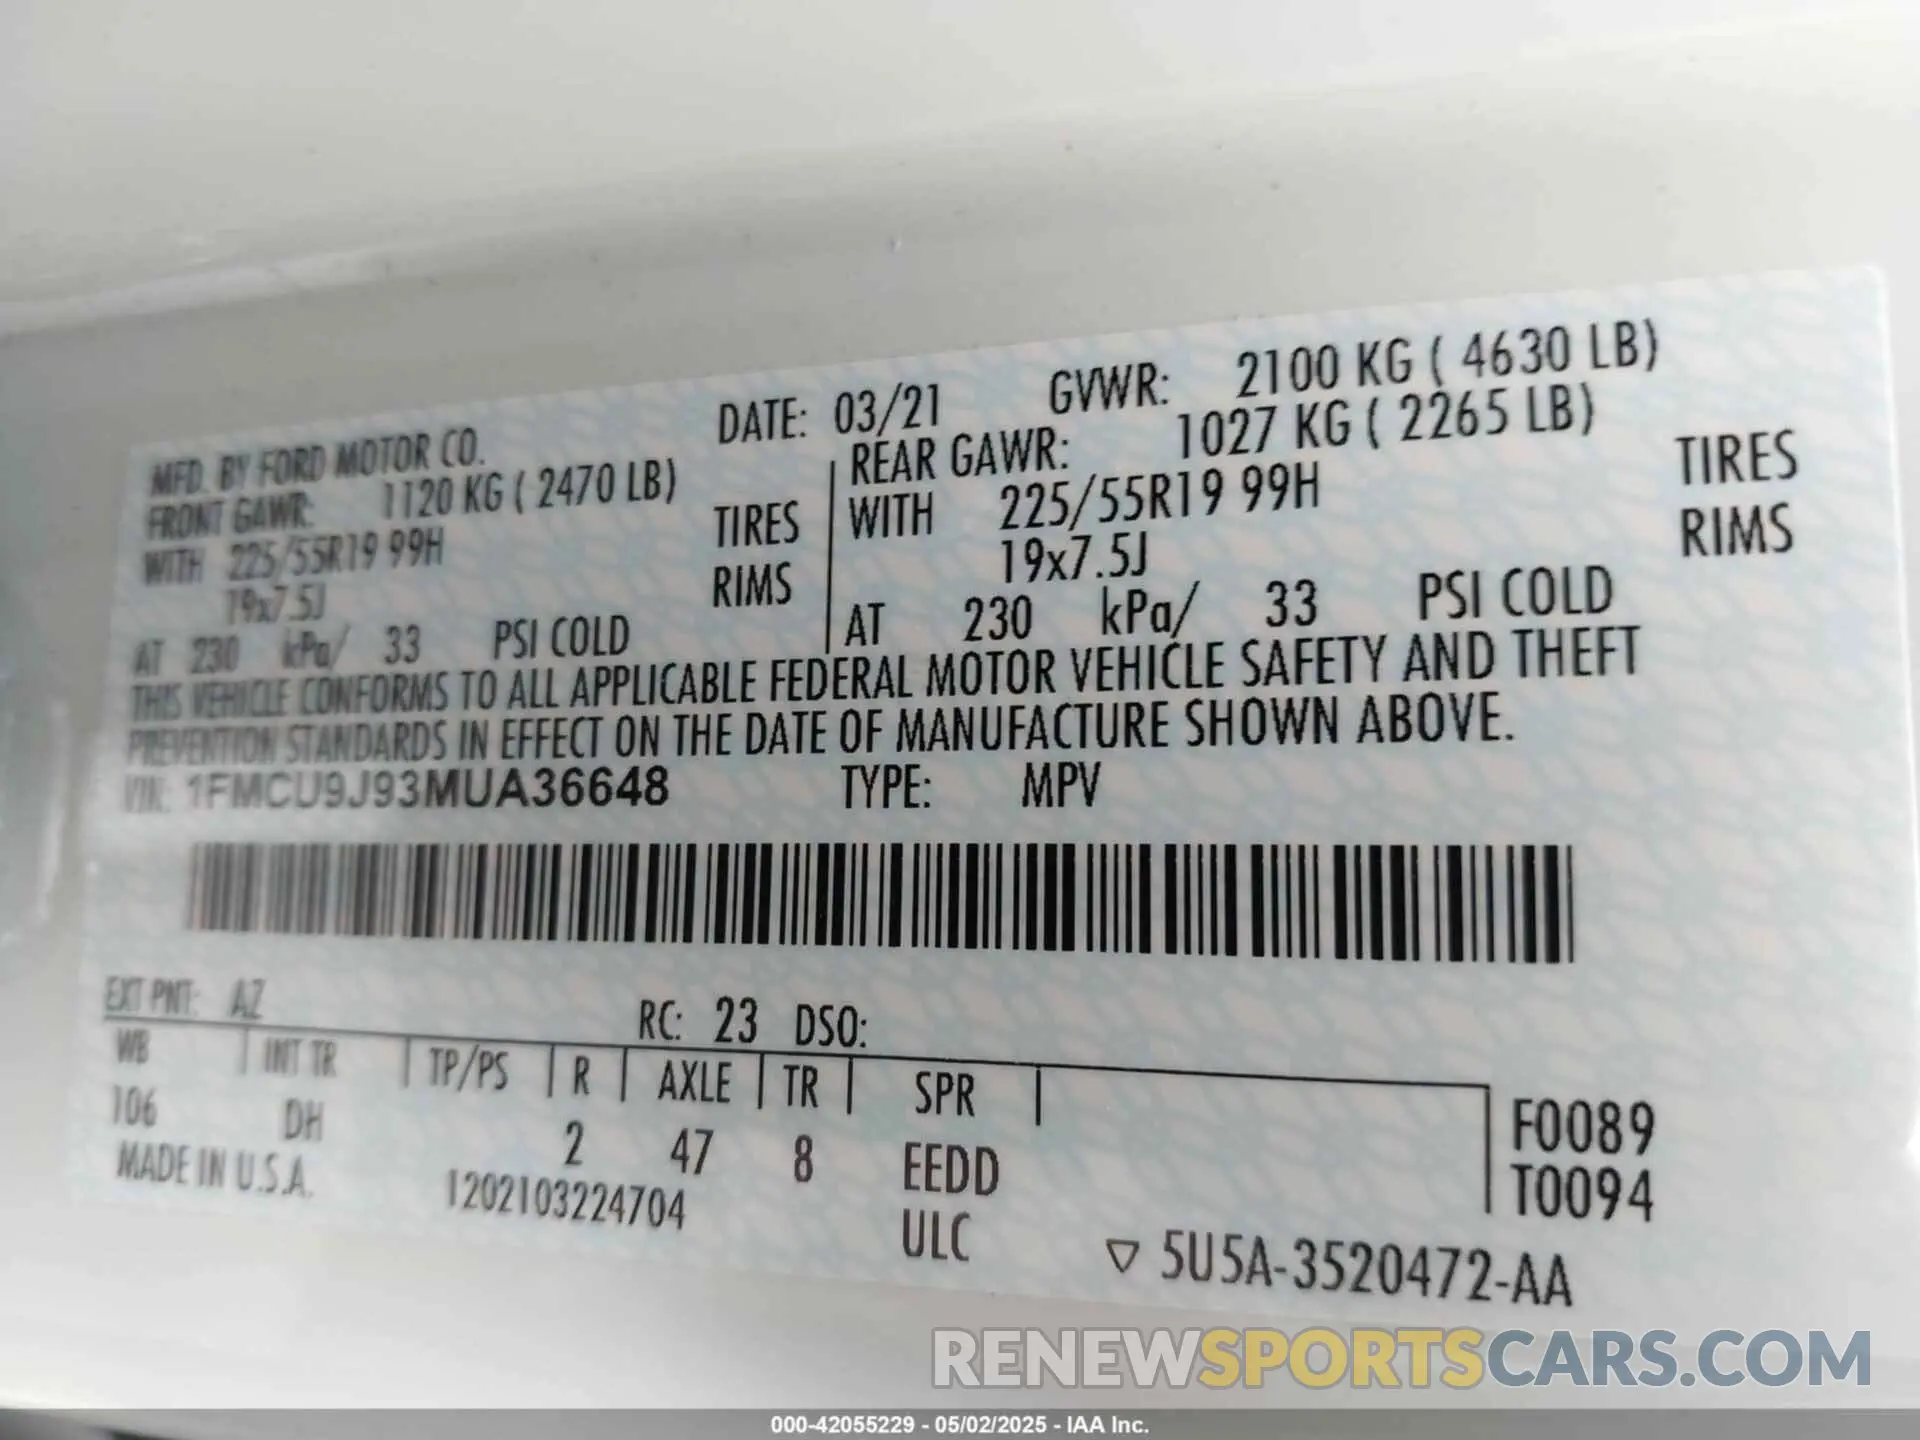 MFD. BY FORD MOTOR CO. DATE: 03/21 GVWR: 2100 KG ( 4630 LB)
FRONT GAWR: 1120 KG ( 2470 LB) REAR GAWR: 1027 KG ( 2265 LB)
WITH 225/55R19 99H TIRES WITH 225/55R19 99H TIRES
19x7.5J RIMS 19x7.5J RIMS
AT 230 kPa/ 33 PSI COLD AT 230 kPa/ 33 PSI COLD
THIS VEHICLE CONFORMS TO ALL APPLICABLE FEDERAL MOTOR VEHICLE SAFETY AND THEFT
PREVENTION STANDARDS IN EFFECT ON THE DATE OF MANUFACTURE SHOWN ABOVE.
VIN: 1FMCU9J93MUA36648 TYPE: MPV
EXT PNT: AZ RC: 23 DSO:
WB INT TR TP/PS R AXLE TR SPR F0089
106 DH 2 47 8 EEDD T0094
MADE IN U.S.A. 1202103224704 ULC ▽ 5U5A-3520472-AA
RENEWSPORTSCARS.COM
000-42055229 - 05/02/2025 - IAA Inc.